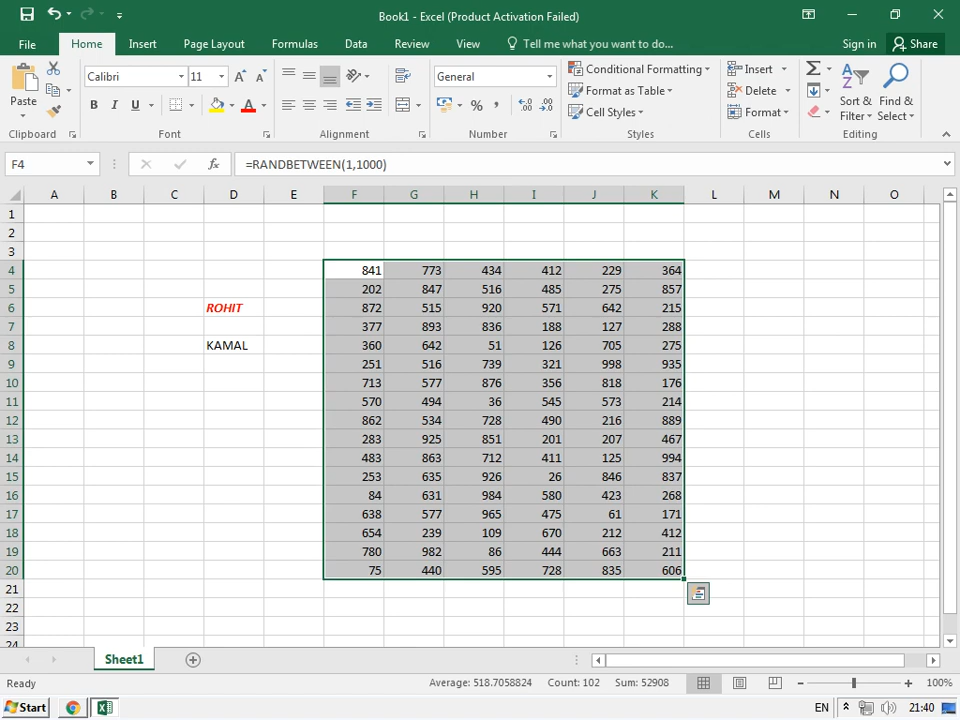 Book1 - Excel (Product Activation Failed)
File Home Insert Page Layout Formulas Data Review View Tell me what you want to do... Sign in Share
Paste Calibri 11 General Conditional Formatting Insert Sort & Filter Find & Select
B I U Format as Table Delete
Cell Styles Format
Clipboard Font Alignment Number Styles Cells Editing
F4 fx =RANDBETWEEN(1,1000)
A B C D E F G H I J K L M N O
1
2
3
4 841 773 434 412 229 364
5 202 847 516 485 275 857
6 ROHIT 872 515 920 571 642 215
7 377 893 836 188 127 288
8 KAMAL 360 642 51 126 705 275
9 251 516 739 321 998 935
10 713 577 876 356 818 176
11 570 494 36 545 573 214
12 862 534 728 490 216 889
13 283 925 851 201 207 467
14 483 863 712 411 125 994
15 253 635 926 26 846 837
16 84 631 984 580 423 268
17 638 577 965 475 61 171
18 654 239 109 670 212 412
19 780 982 86 444 663 211
20 75 440 595 728 835 606
21
22
23
24
Sheet1
Ready Average: 518.7058824 Count: 102 Sum: 52908 100%
Start EN 21:40